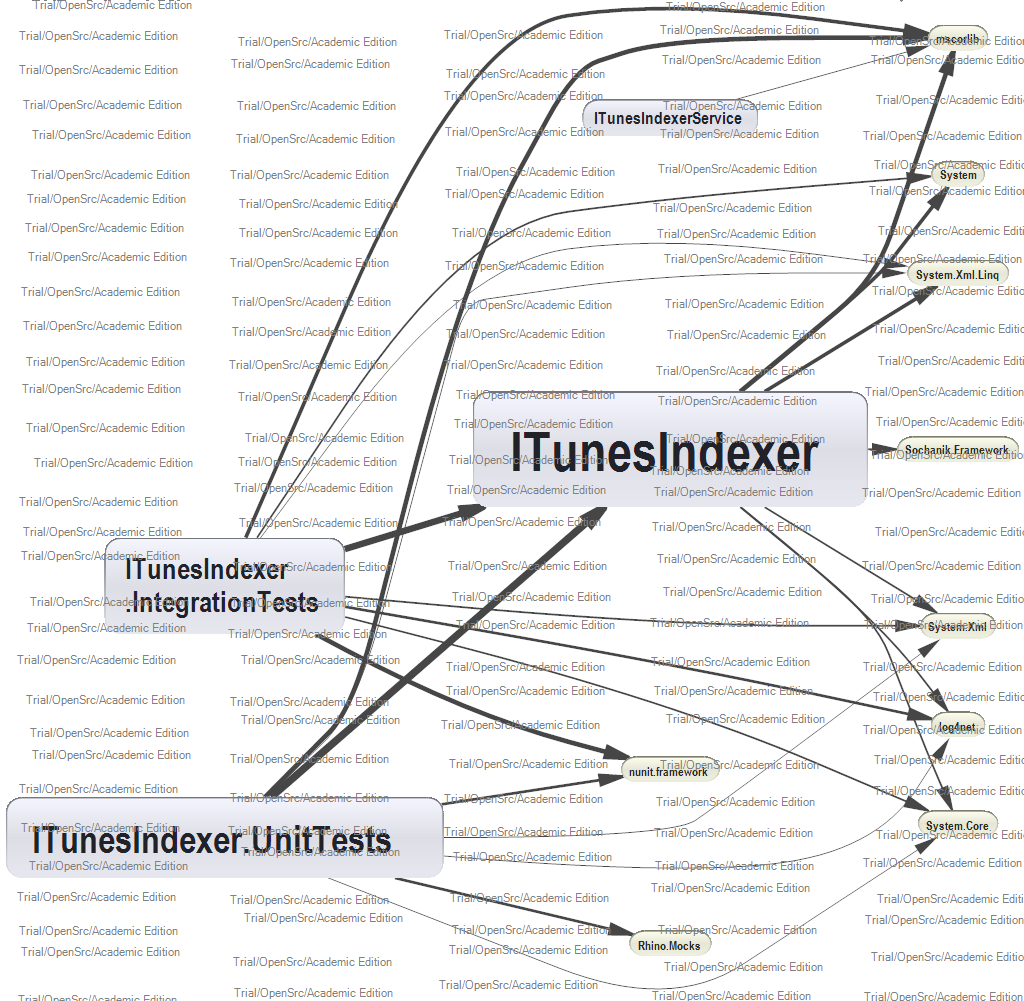 Trial/OpenSrc/Academic Edition
mscorlib
ITunesIndexerService
System
System.Xml.Linq
ITunesIndexer
Sochanik.Framework
ITunesIndexer
.IntegrationTests
System.Xml
log4net
nunit.framework
ITunesIndexer.UnitTests
System.Core
Rhino.Mocks